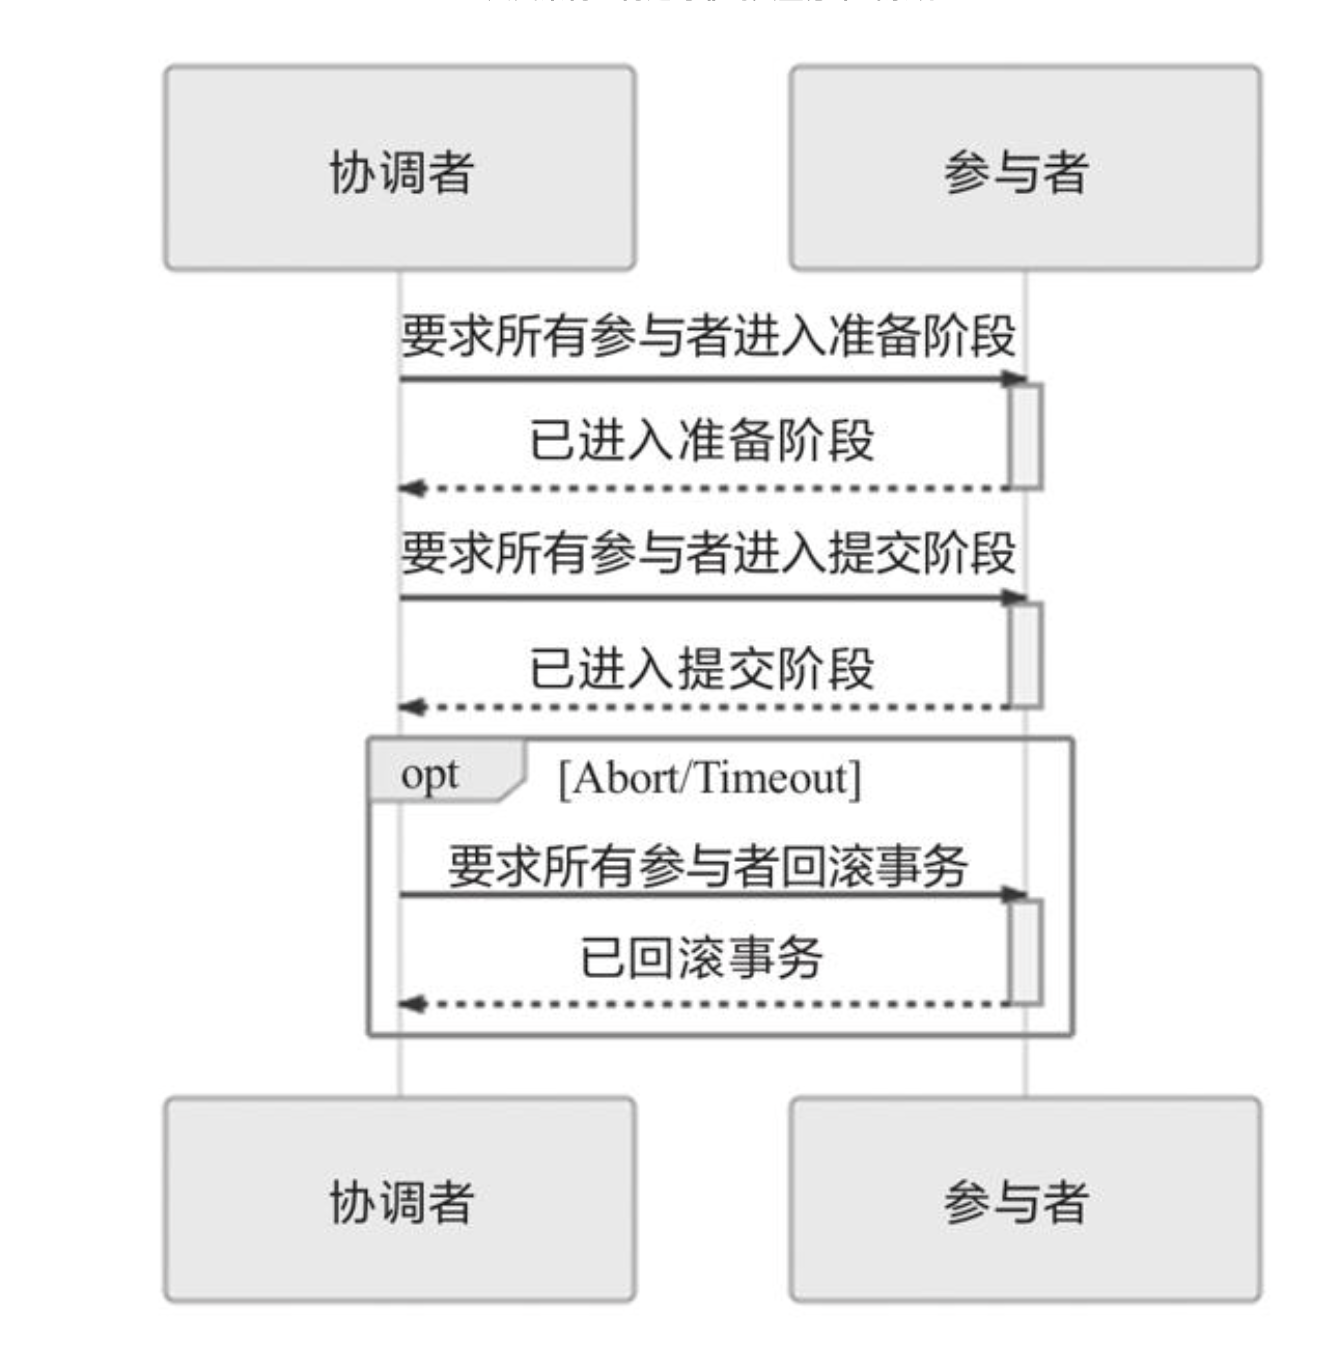 协调者
参与者
要求所有参与者进入准备阶段
已进入准备阶段
要求所有参与者进入提交阶段
已进入提交阶段
opt
[Abort/Timeout]
要求所有参与者回滚事务
已回滚事务
协调者
参与者